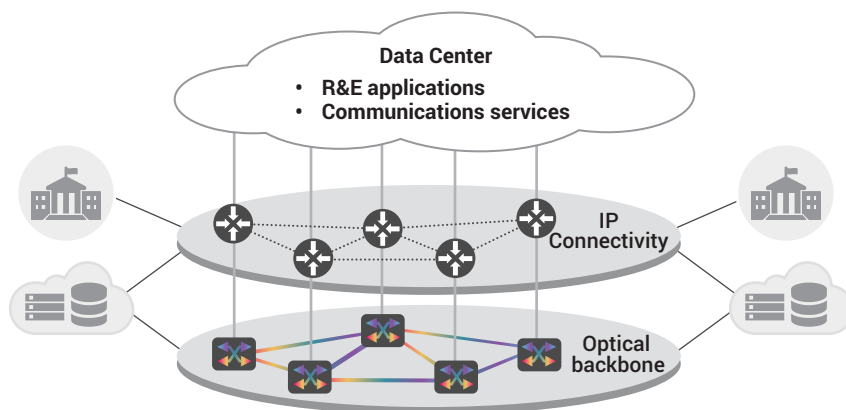 Data Center
• R&E applications
• Communications services
IP
Connectivity
Optical
backbone